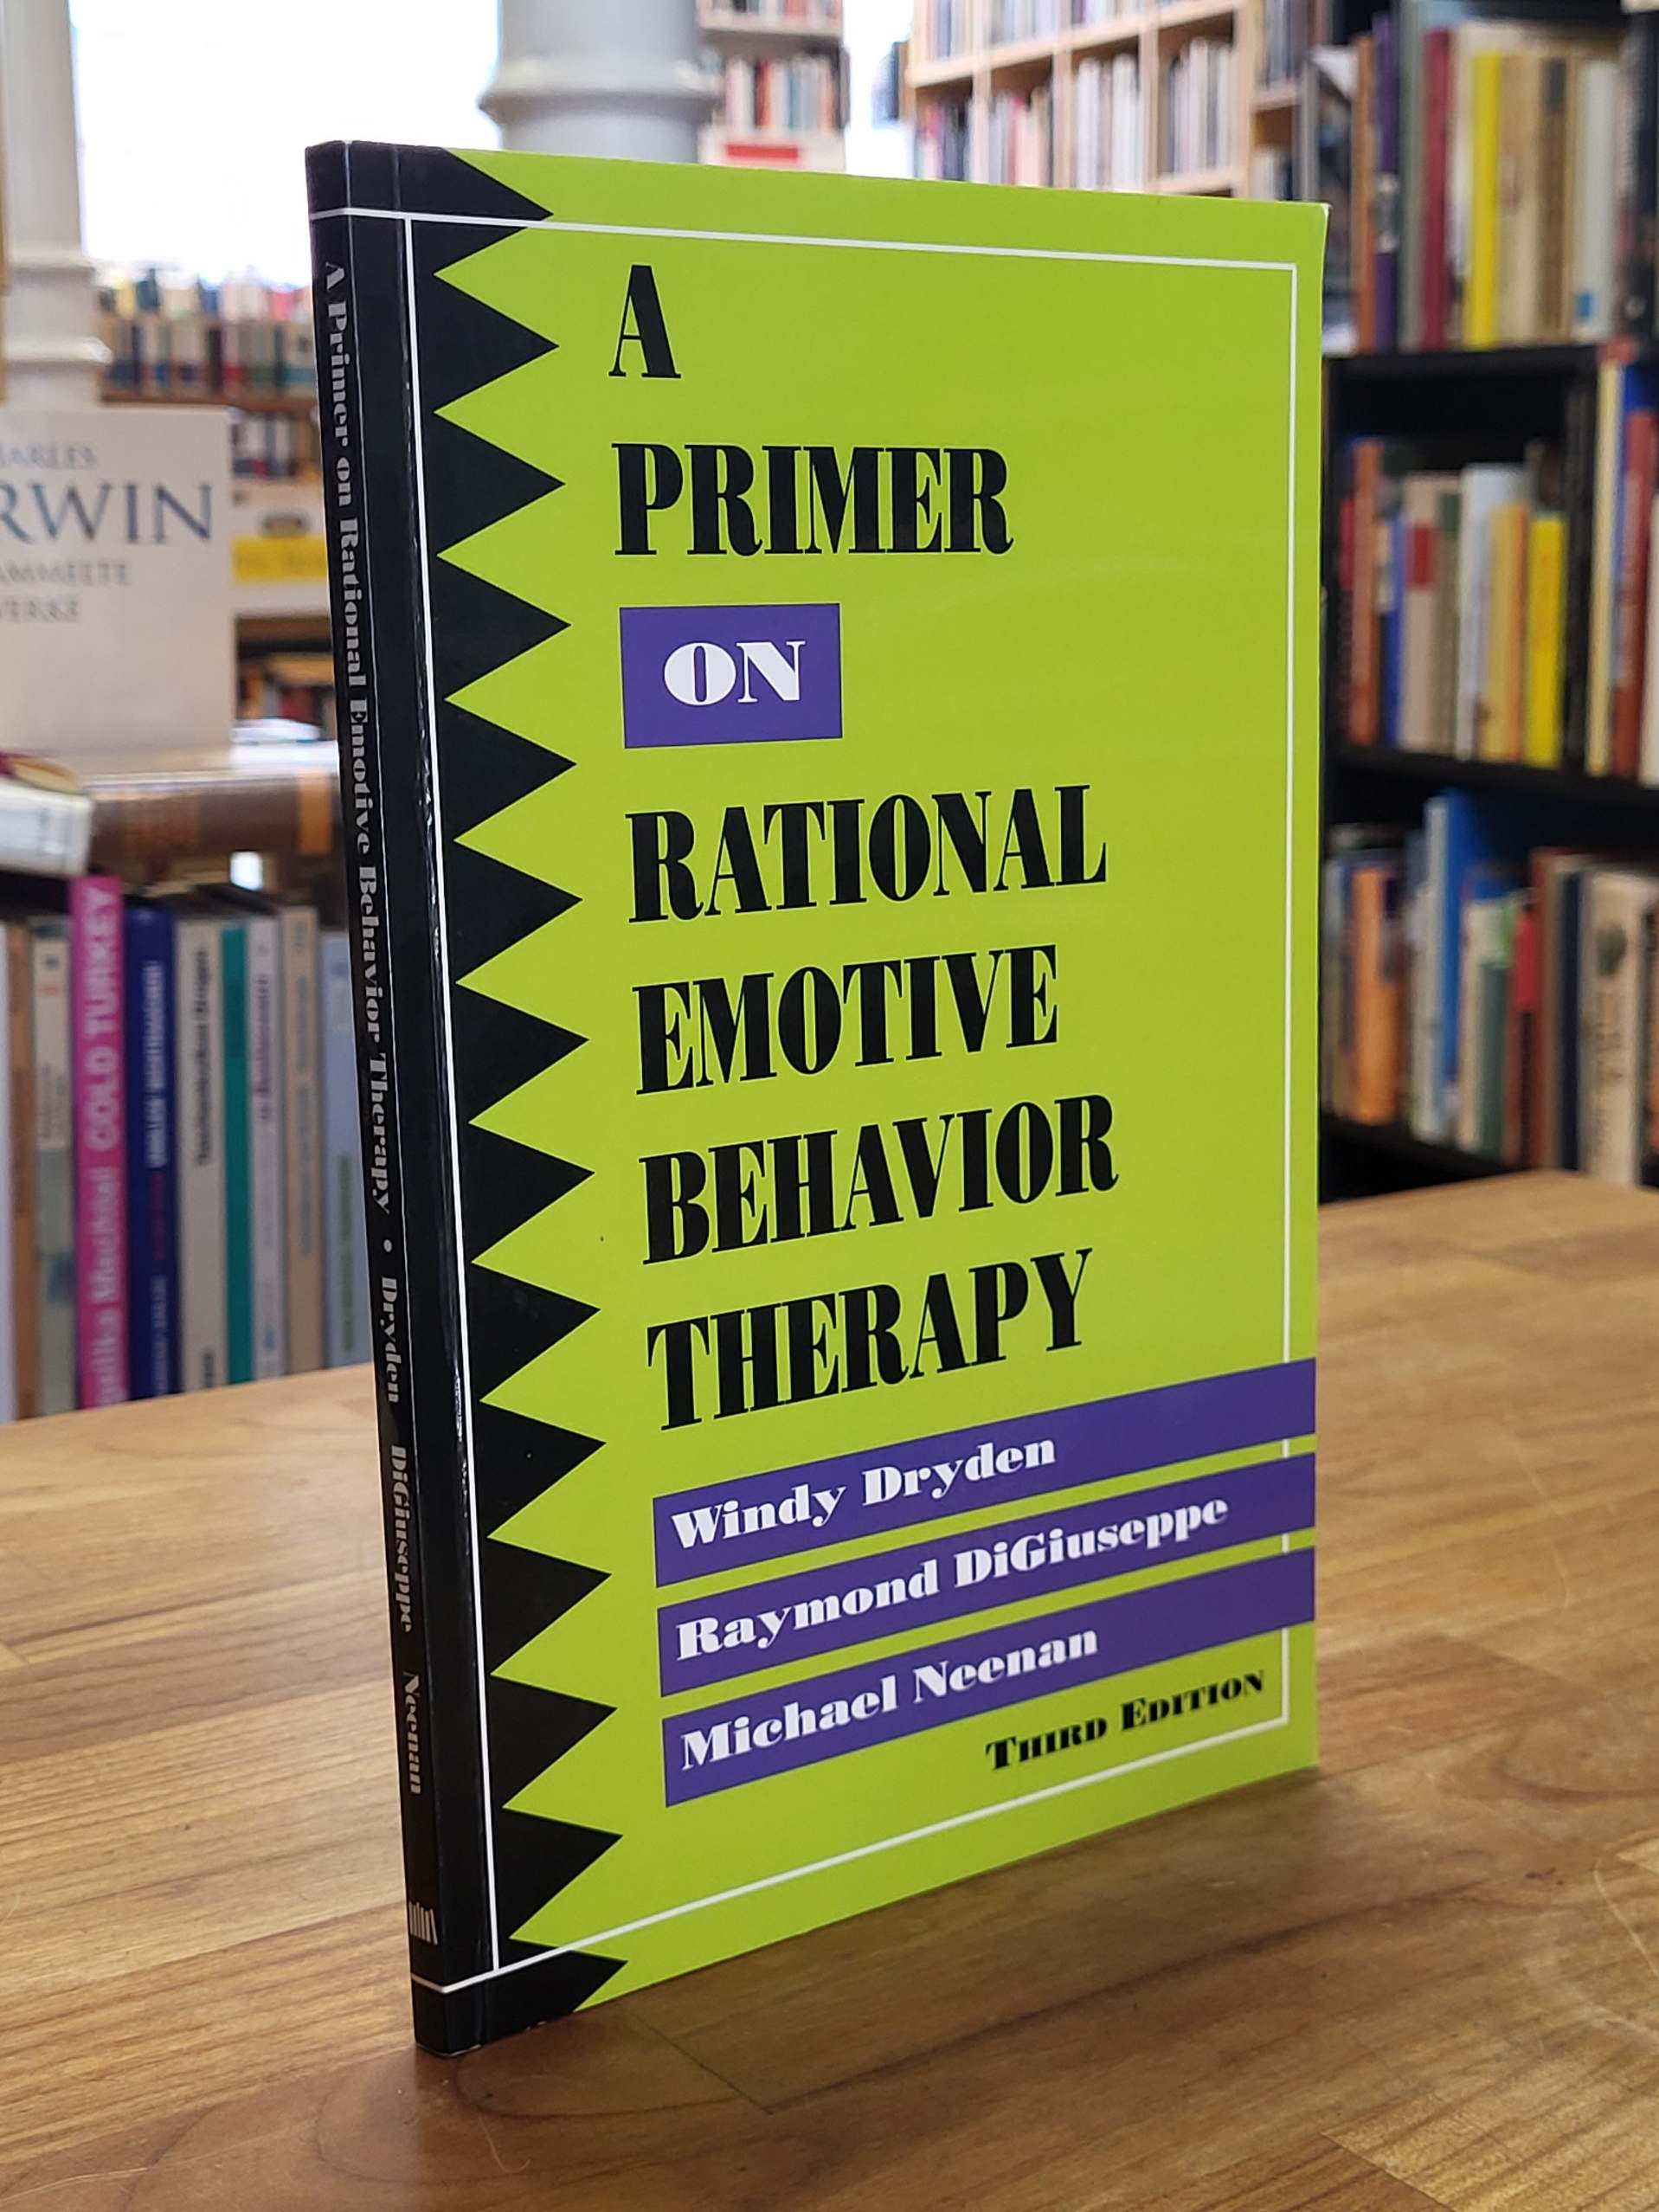 A
PRIMER
ON
RATIONAL
EMOTIVE
BEHAVIOR
THERAPY
Windy Dryden
Raymond DiGiuseppe
Michael Neenan
THIRD EDITION
A Primer on Rational Emotive Behavior Therapy • Dryden DiGiuseppe Neenan
RWIN
COLD TURKEY